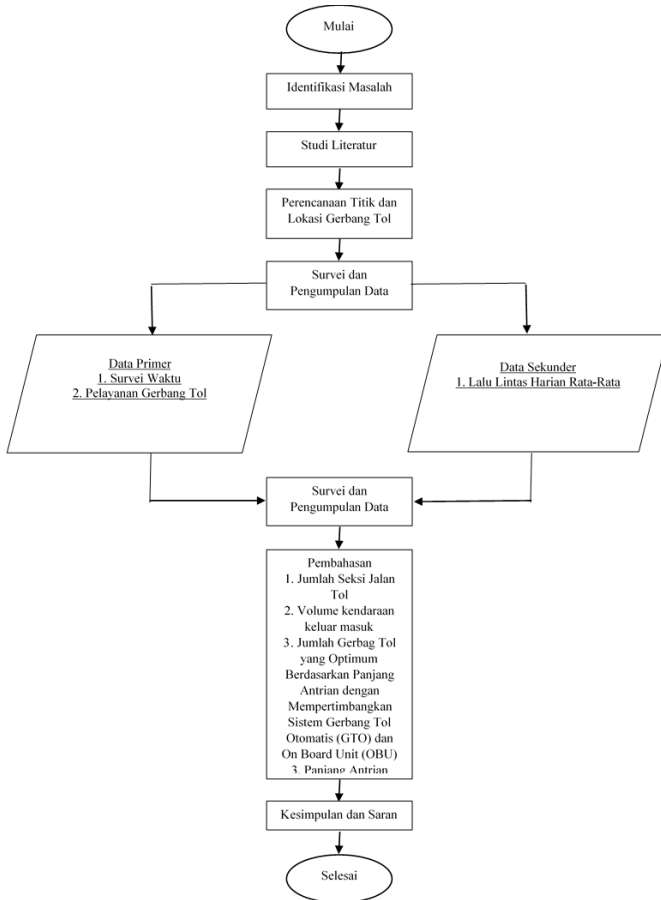 Mulai
Identifikasi Masalah
Studi Literatur
Perencanaan Titik dan
Lokasi Gerbang Tol
Survei dan
Pengumpulan Data
Data Primer
1. Survei Waktu
2. Pelayanan Gerbang Tol
Data Sekunder
1. Lalu Lintas Harian Rata-Rata
Survei dan
Pengumpulan Data
Pembahasan
1. Jumlah Seksi Jalan
Tol
2. Volume kendaraan
keluar masuk
3. Jumlah Gerbag Tol
yang Optimum
Berdasarkan Panjang
Antrian dengan
Mempertimbangkan
Sistem Gerbang Tol
Otomatis (GTO) dan
On Board Unit (OBU)
3. Panjang Antrian
Kesimpulan dan Saran
Selesai